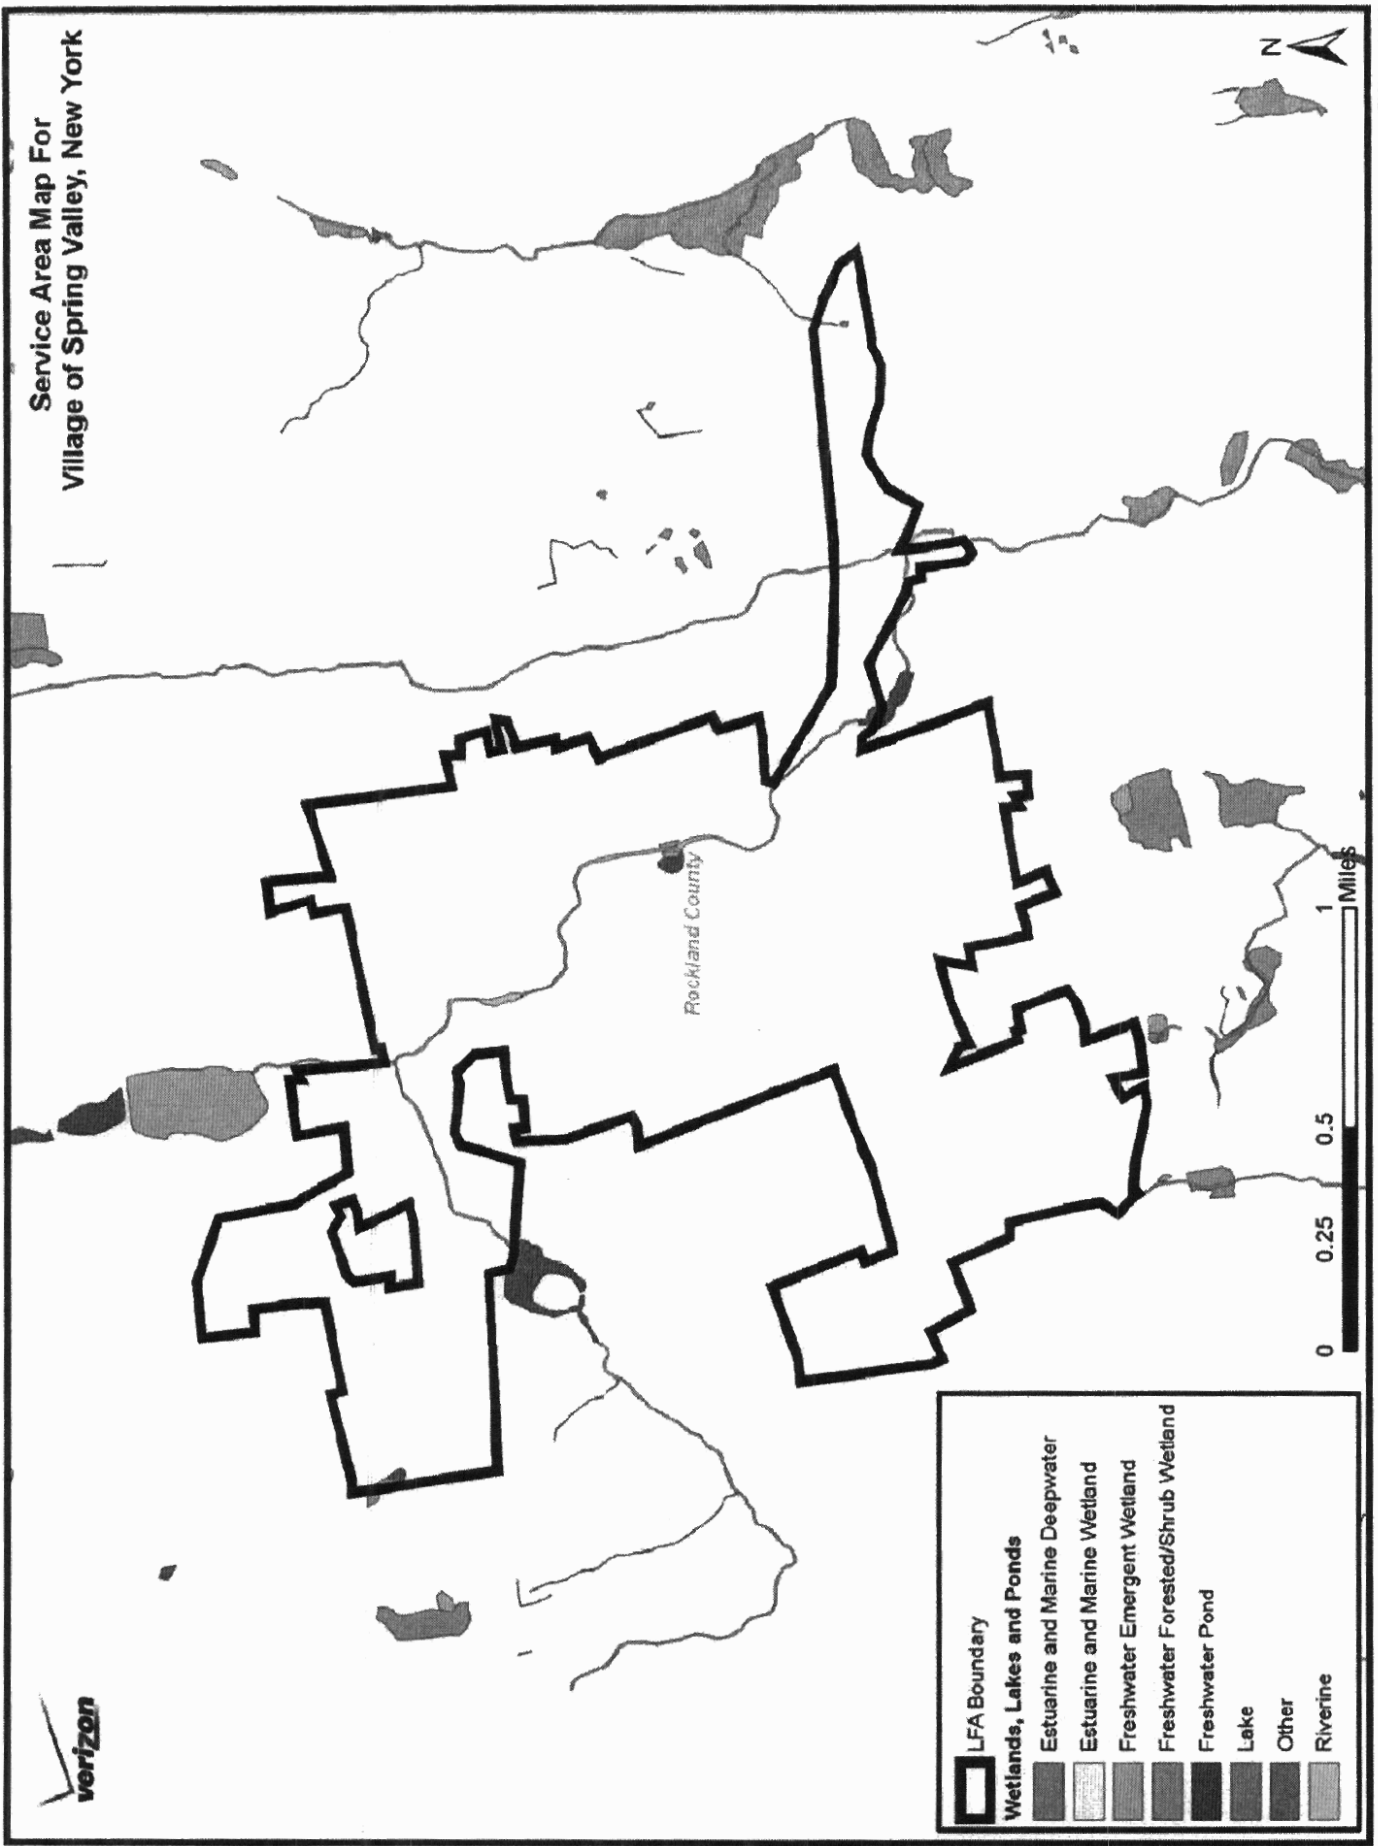 verizon
Service Area Map For
Village of Spring Valley, New York
N
Rockland County
LFA Boundary
Wetlands, Lakes and Ponds
Estuarine and Marine Deepwater
Estuarine and Marine Wetland
Freshwater Emergent Wetland
Freshwater Forested/Shrub Wetland
Freshwater Pond
Lake
Other
Riverine
0 0.25 0.5 1
Miles